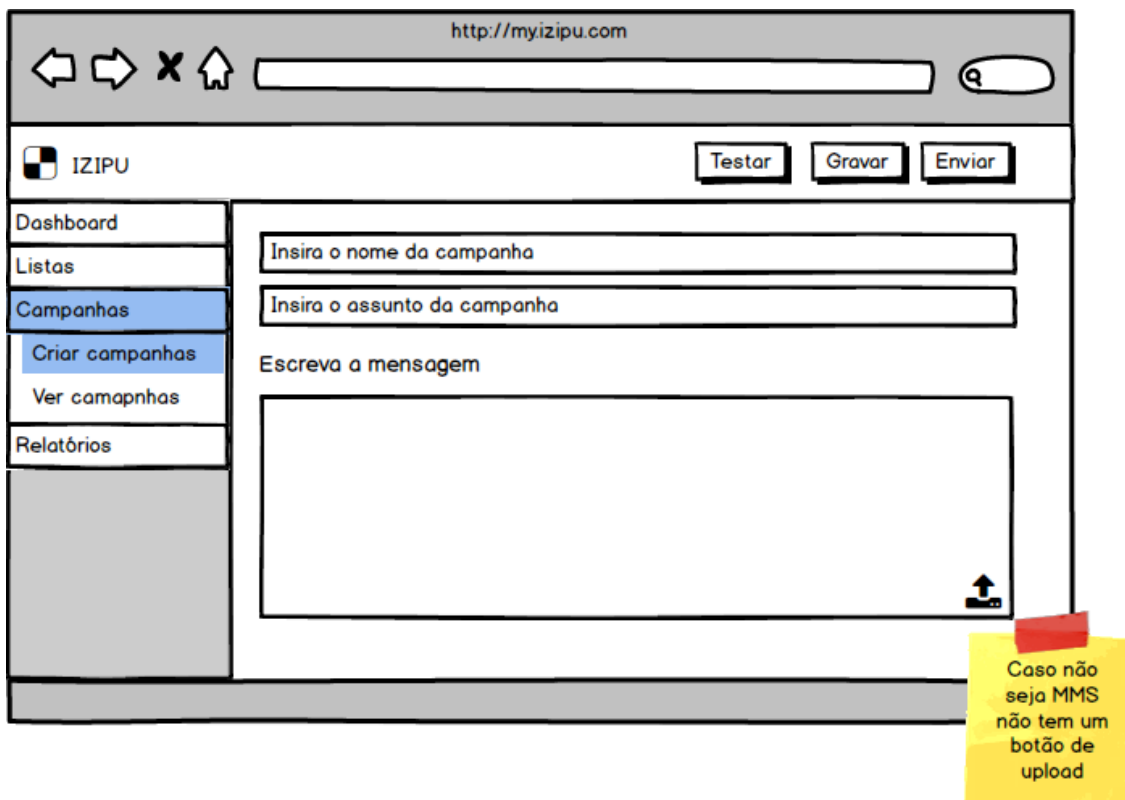 http://my.izipu.com
IZIPU
Testar
Gravar
Enviar
Dashboard
Listas
Campanhas
Criar campanhas
Ver camapnhas
Relatórios
Insira o nome da campanha
Insira o assunto da campanha
Escreva a mensagem
Caso não
seja MMS
não tem um
botão de
upload